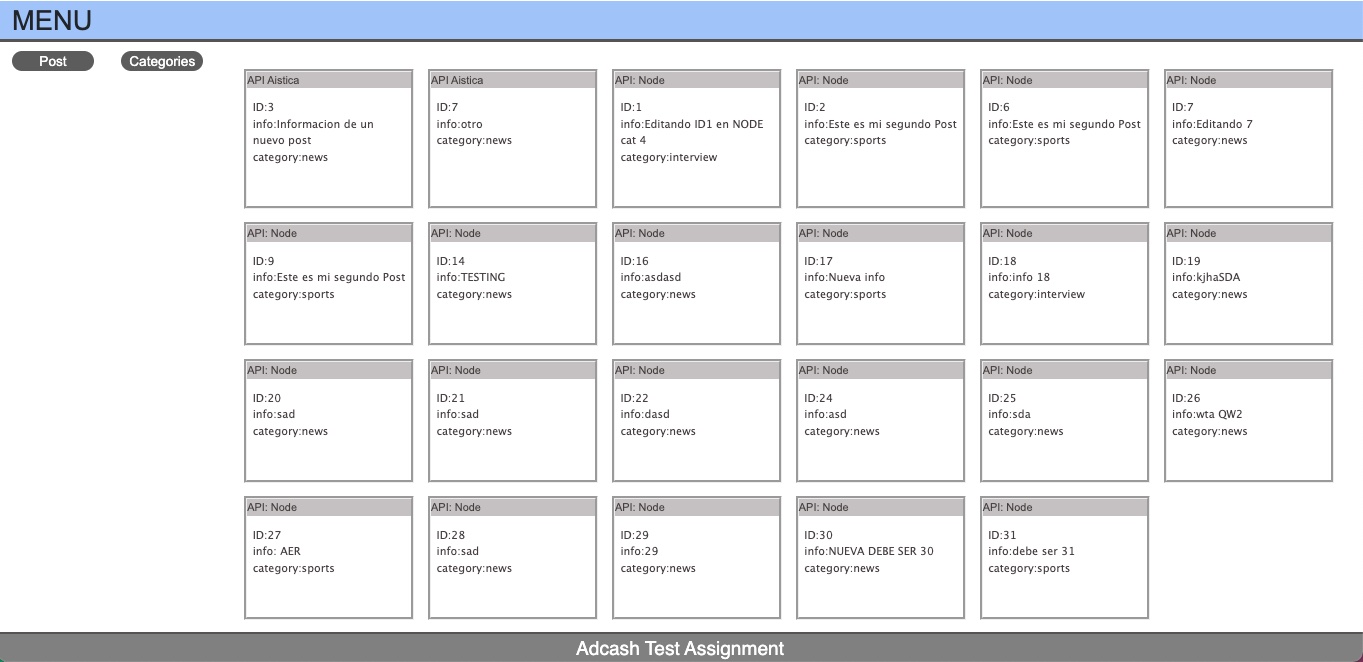 MENU
Post
Categories
API Aistica
ID:3
info:Informacion de un
nuevo post
category:news
API Aistica
ID:7
info:otro
category:news
API: Node
ID:1
info:Editando ID1 en NODE
cat 4
category:interview
API: Node
ID:2
info:Este es mi segundo Post
category:sports
API: Node
ID:6
info:Este es mi segundo Post
category:sports
API: Node
ID:7
info:Editando 7
category:news
API: Node
ID:9
info:Este es mi segundo Post
category:sports
API: Node
ID:14
info:TESTING
category:news
API: Node
ID:16
info:asdasd
category:news
API: Node
ID:17
info:Nueva info
category:sports
API: Node
ID:18
info:info 18
category:interview
API: Node
ID:19
info:kjhaSDA
category:news
API: Node
ID:20
info:sad
category:news
API: Node
ID:21
info:sad
category:news
API: Node
ID:22
info:dasd
category:news
API: Node
ID:24
info:asd
category:news
API: Node
ID:25
info:sda
category:news
API: Node
ID:26
info:wta QW2
category:news
API: Node
ID:27
info: AER
category:sports
API: Node
ID:28
info:sad
category:news
API: Node
ID:29
info:29
category:news
API: Node
ID:30
info:NUEVA DEBE SER 30
category:news
API: Node
ID:31
info:debe ser 31
category:sports
Adcash Test Assignment